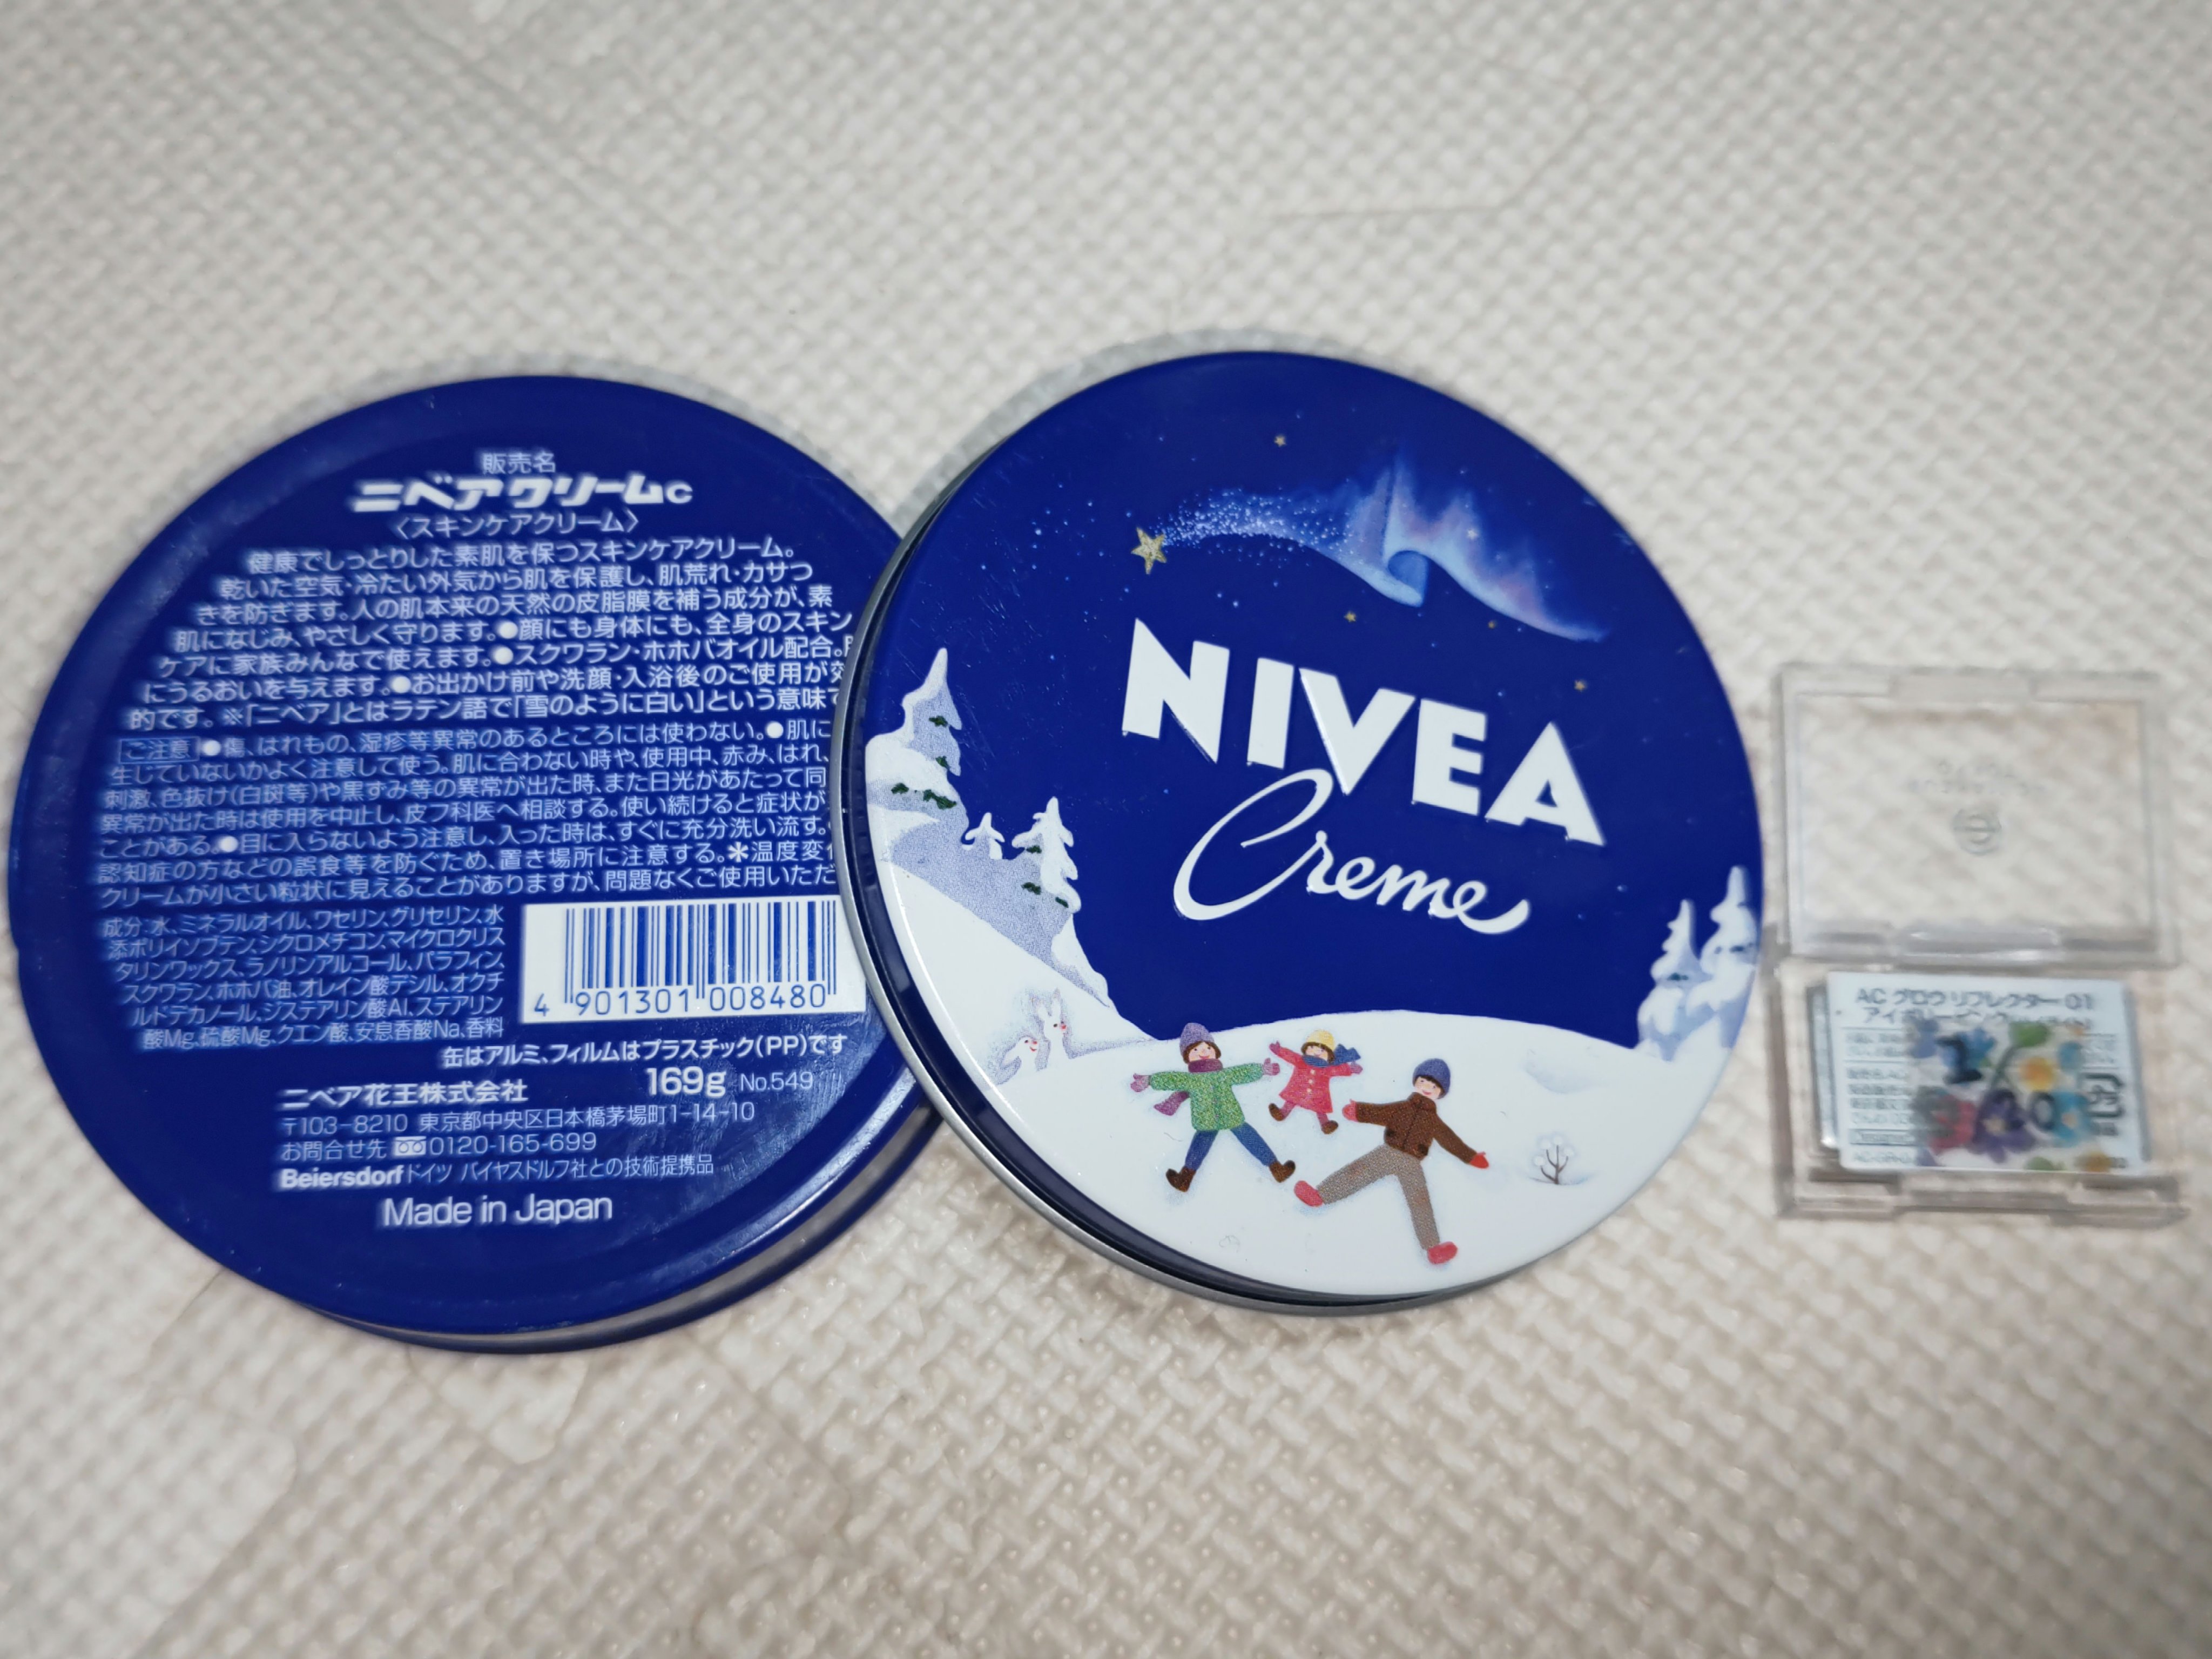 販売名
ニベアクリームC
〈スキンケアクリーム〉
健康でしっとりした素肌を保つスキンケアクリーム。
乾いた空気・冷たい外気から肌を保護し、肌荒れ・カサつ
きを防ぎます。人の肌本来の天然の皮脂膜を補う成分が、素
肌になじみ、やさしく守ります。●顔にも身体にも、全身のスキン
ケアに家族みんなで使えます。●スクワラン・ホホバオイル配合。
にうるおいを与えます。●お出かけ前や洗顔・入浴後のご使用が効
的です。※「ニベア」とはラテン語で「雪のように白い」という意味で
ご注意 ●傷、はれもの、湿疹等異常のあるところには使わない。●肌に
生じていないかよく注意して使う。肌に合わない時や、使用中、赤み、はれ、
刺激、色抜け(白斑等)や黒ずみ等の異常が出た時、また日光があたって同
異常が出た時は使用を中止し、皮フ科医へ相談する。使い続けると症状が
ことがある。●目に入らないよう注意し、入った時は、すぐに充分洗い流す。
認知症の方などの誤食等を防ぐため、置き場所に注意する。＊温度変
クリームが小さい粒状に見えることがありますが、問題なくご使用いただ
成分:水、ミネラルオイル、ワセリン、グリセリン、水
添ポリイソブテン、シクロメチコン、マイクロクリス
タリンワックス、ラノリンアルコール、パラフィン、
スクワラン、ホホバ油、オレイン酸デシル、オクチ
ルドデカノール、ジステアリン酸Al、ステアリン
酸Mg、硫酸Mg、クエン酸、安息香酸Na、香料
4 901301 008480
缶はアルミ、フィルムはプラスチック(PP)です
169g No.549
ニベア花王株式会社
〒103-8210 東京都中央区日本橋茅場町1-14-10
お問合せ先 0120-165-699
Beiersdorfドイツ バイヤスドルフ社との技術提携品
Made in Japan
NIVEA
Creme
AC グロウ リフレクター 01